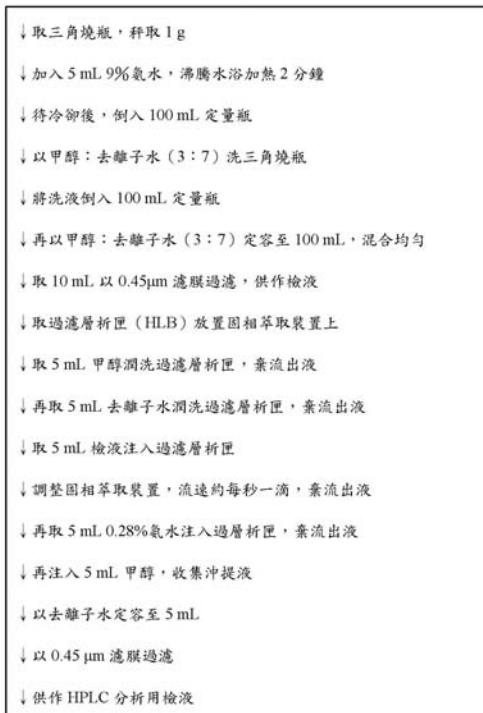 ↓取三角燒瓶，秤取 1 g
↓加入 5 mL 9%氨水，沸騰水浴加熱 2 分鐘
↓待冷卻後，倒入 100 mL 定量瓶
↓以甲醇：去離子水（3：7）洗三角燒瓶
↓將洗液倒入 100 mL 定量瓶
↓再以甲醇：去離子水（3：7）定容至 100 mL，混合均勻
↓取 10 mL 以 0.45μm 濾膜過濾，供作檢液
↓取過濾層析匣（HLB）放置固相萃取裝置上
↓取 5 mL 甲醇潤洗過濾層析匣，棄流出液
↓再取 5 mL 去離子水潤洗過濾層析匣，棄流出液
↓取 5 mL 檢液注入過濾層析匣
↓調整固相萃取裝置，流速約每秒一滴，棄流出液
↓再取 5 mL 0.28%氨水注入過層析匣，棄流出液
↓再注入 5 mL 甲醇，收集沖提液
↓以去離子水定容至 5 mL
↓以 0.45 μm 濾膜過濾
↓供作 HPLC 分析用檢液